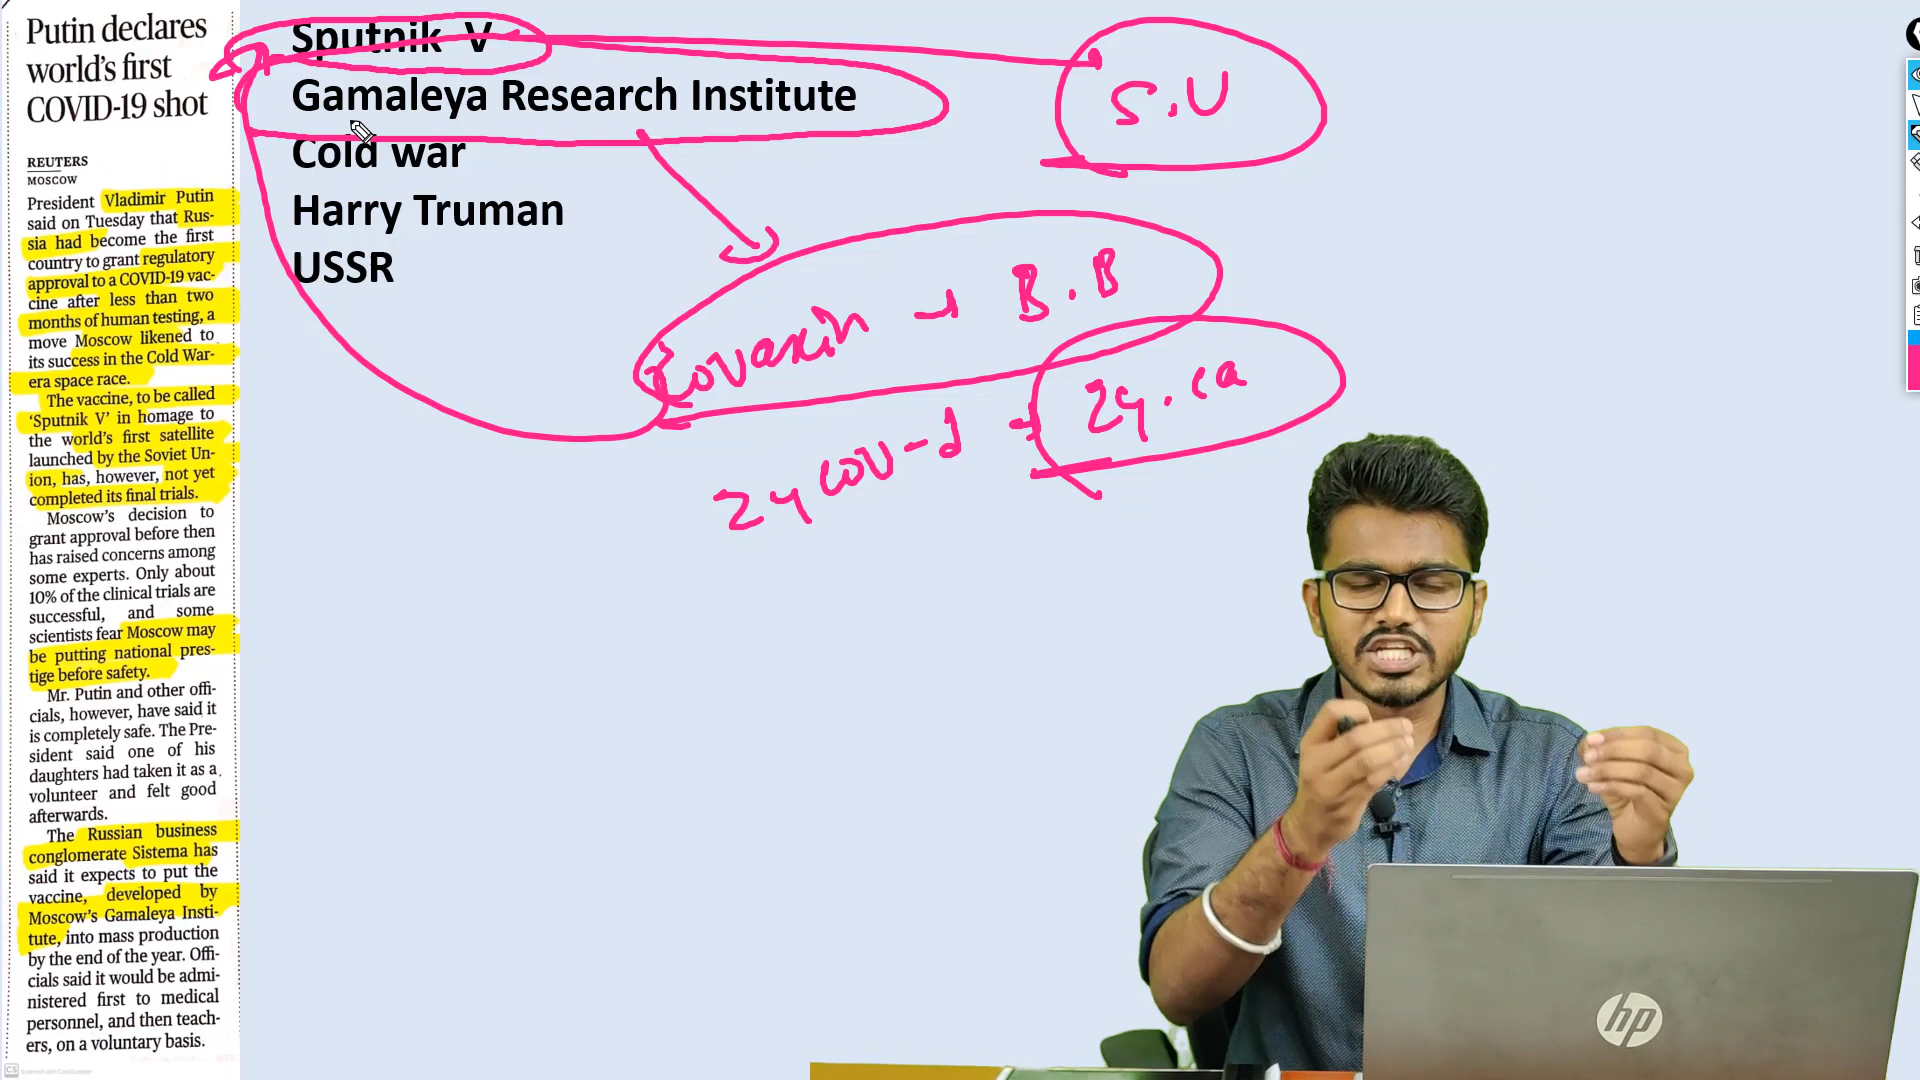 Putin declares
world's first
COVID-19 shot
REUTERS
MOSCOW
President Vladimir Putin
said on Tuesday that Rus-
sia had become the first
country to grant regulatory
approval to a COVID-19 vac-
cine after less than two
months of human testing, a
move Moscow likened to
its success in the Cold War-
era space race.
The vaccine, to be called
'Sputnik V' in homage to
the world's first satellite
launched by the Soviet Un-
ion, has, however, not yet
completed its final trials.
Moscow's decision to
grant approval before then
has raised concerns among
some experts. Only about
10% of the clinical trials are
successful, and some
scientists fear Moscow may
be putting national pres-
tige before safety.
Mr. Putin and other offi-
cials, however, have said it
is completely safe. The Pre-
sident said one of his
daughters had taken it as a
volunteer and felt good
afterwards.
The Russian business
conglomerate Sistema has
said it expects to put the
vaccine, developed by
Moscow's Gamaleya Insti-
tute, into mass production
by the end of the year. Offi-
cials said it would be admi-
nistered first to medical
personnel, and then teach-
ers, on a voluntary basis.
CS Scanned with CamScanner
Sputnik V
Gamaleya Research Institute
Cold war
Harry Truman
USSR
S.U
Covaxin → B.B
ZyCOV-d → Zy.ca
hp